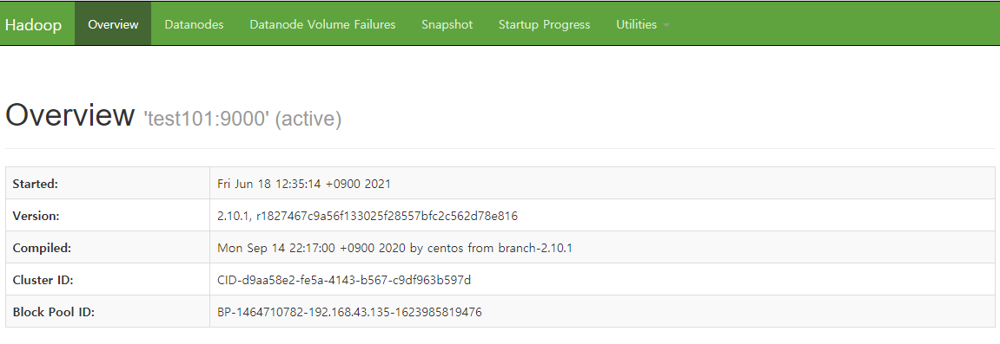 Hadoop Overview Datanodes Datanode Volume Failures Snapshot Startup Progress Utilities
Overview 'test101:9000' (active)
Started: Fri Jun 18 12:35:14 +0900 2021
Version: 2.10.1, r1827467c9a56f133025f28557bfc2c562d78e816
Compiled: Mon Sep 14 22:17:00 +0900 2020 by centos from branch-2.10.1
Cluster ID: CID-d9aa58e2-fe5a-4143-b567-c9df963b597d
Block Pool ID: BP-1464710782-192.168.43.135-1623985819476